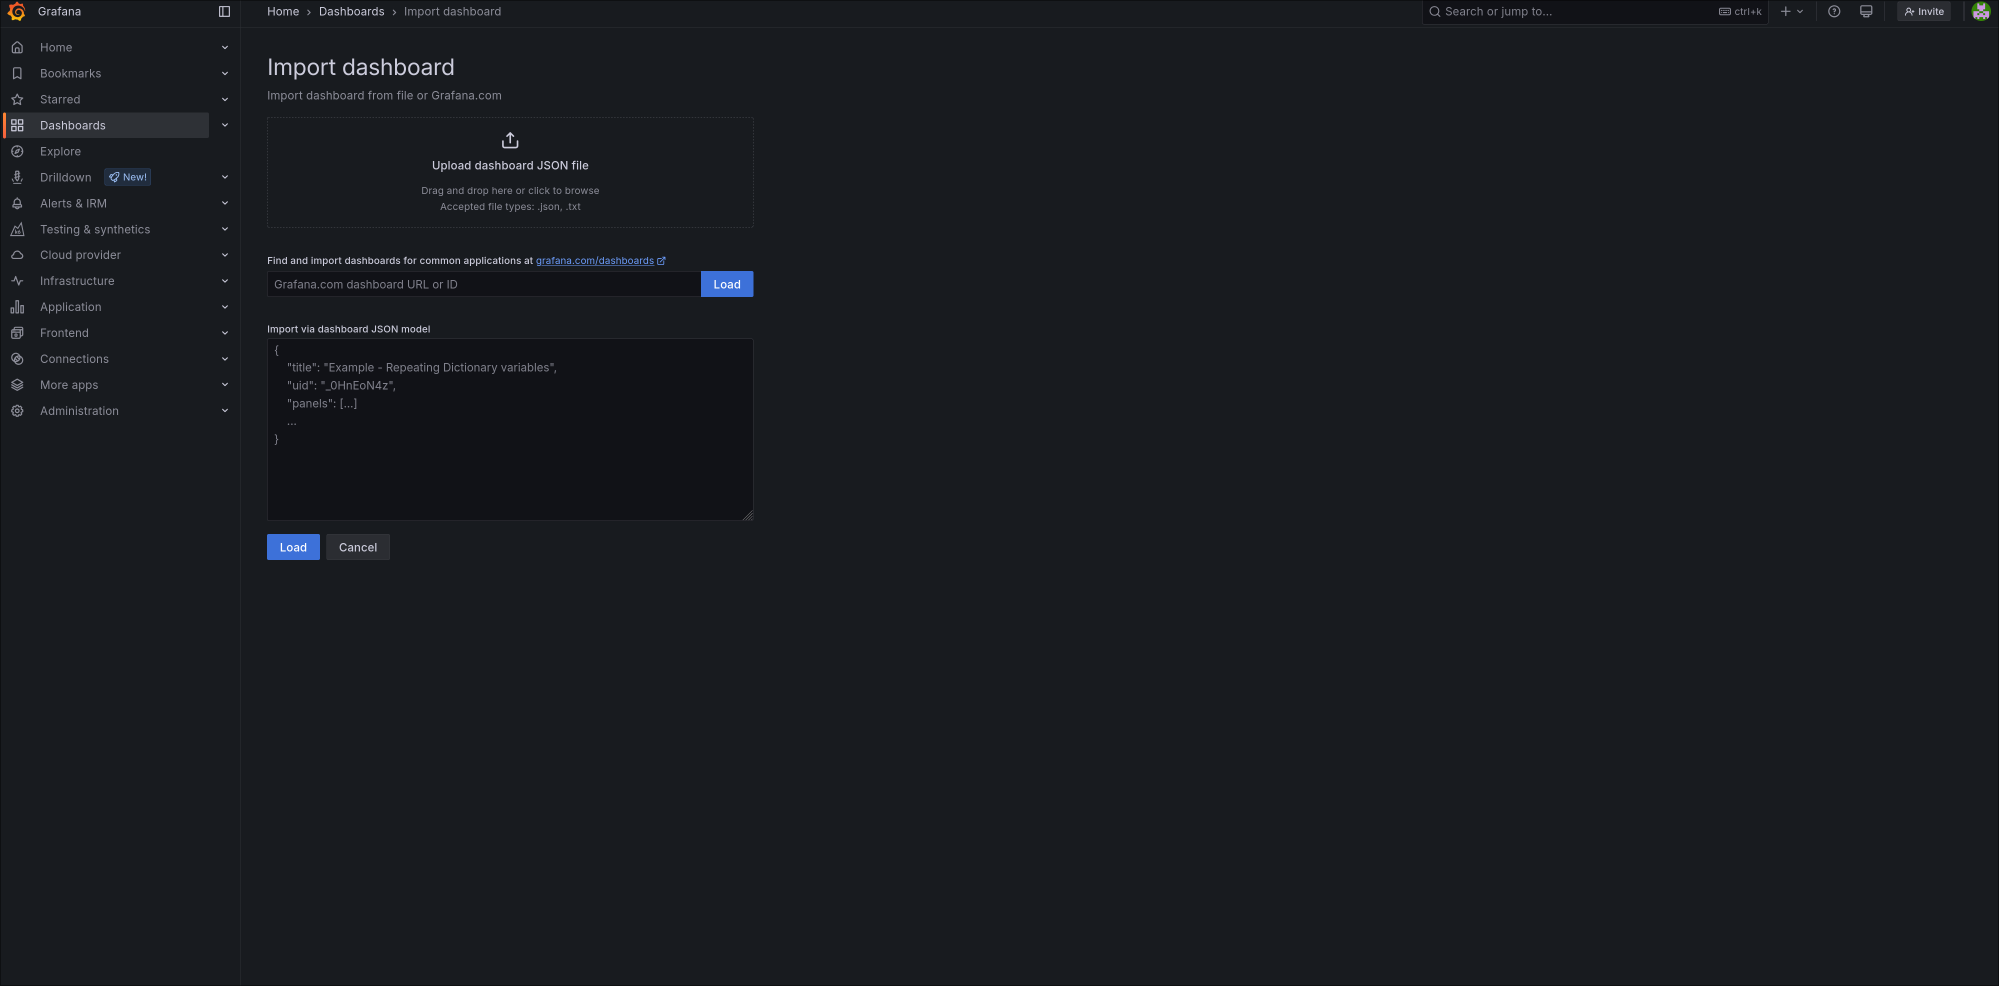 Grafana
Home › Dashboards › Import dashboard
Search or jump to...
ctrl+k
Invite
Home
Bookmarks
Starred
Dashboards
Explore
Drilldown New!
Alerts & IRM
Testing & synthetics
Cloud provider
Infrastructure
Application
Frontend
Connections
More apps
Administration
Import dashboard
Import dashboard from file or Grafana.com
Upload dashboard JSON file
Drag and drop here or click to browse
Accepted file types: .json, .txt
Find and import dashboards for common applications at grafana.com/dashboards
Grafana.com dashboard URL or ID
Load
Import via dashboard JSON model
{
"title": "Example - Repeating Dictionary variables",
"uid": "_0HnEoN4z",
"panels": [...]
...
}
Load
Cancel